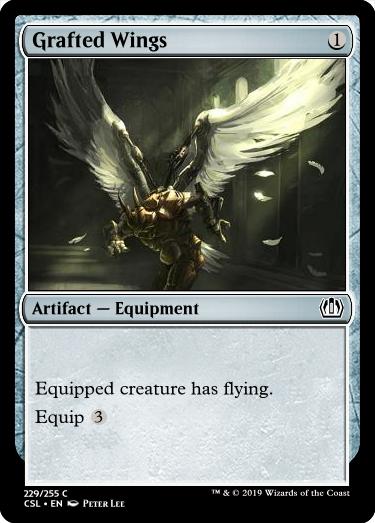 Grafted Wings 1
Artifact — Equipment
Equipped creature has flying.
Equip 3
229/255 C
CSL • EN Peter Lee
™ & © 2019 Wizards of the Coast